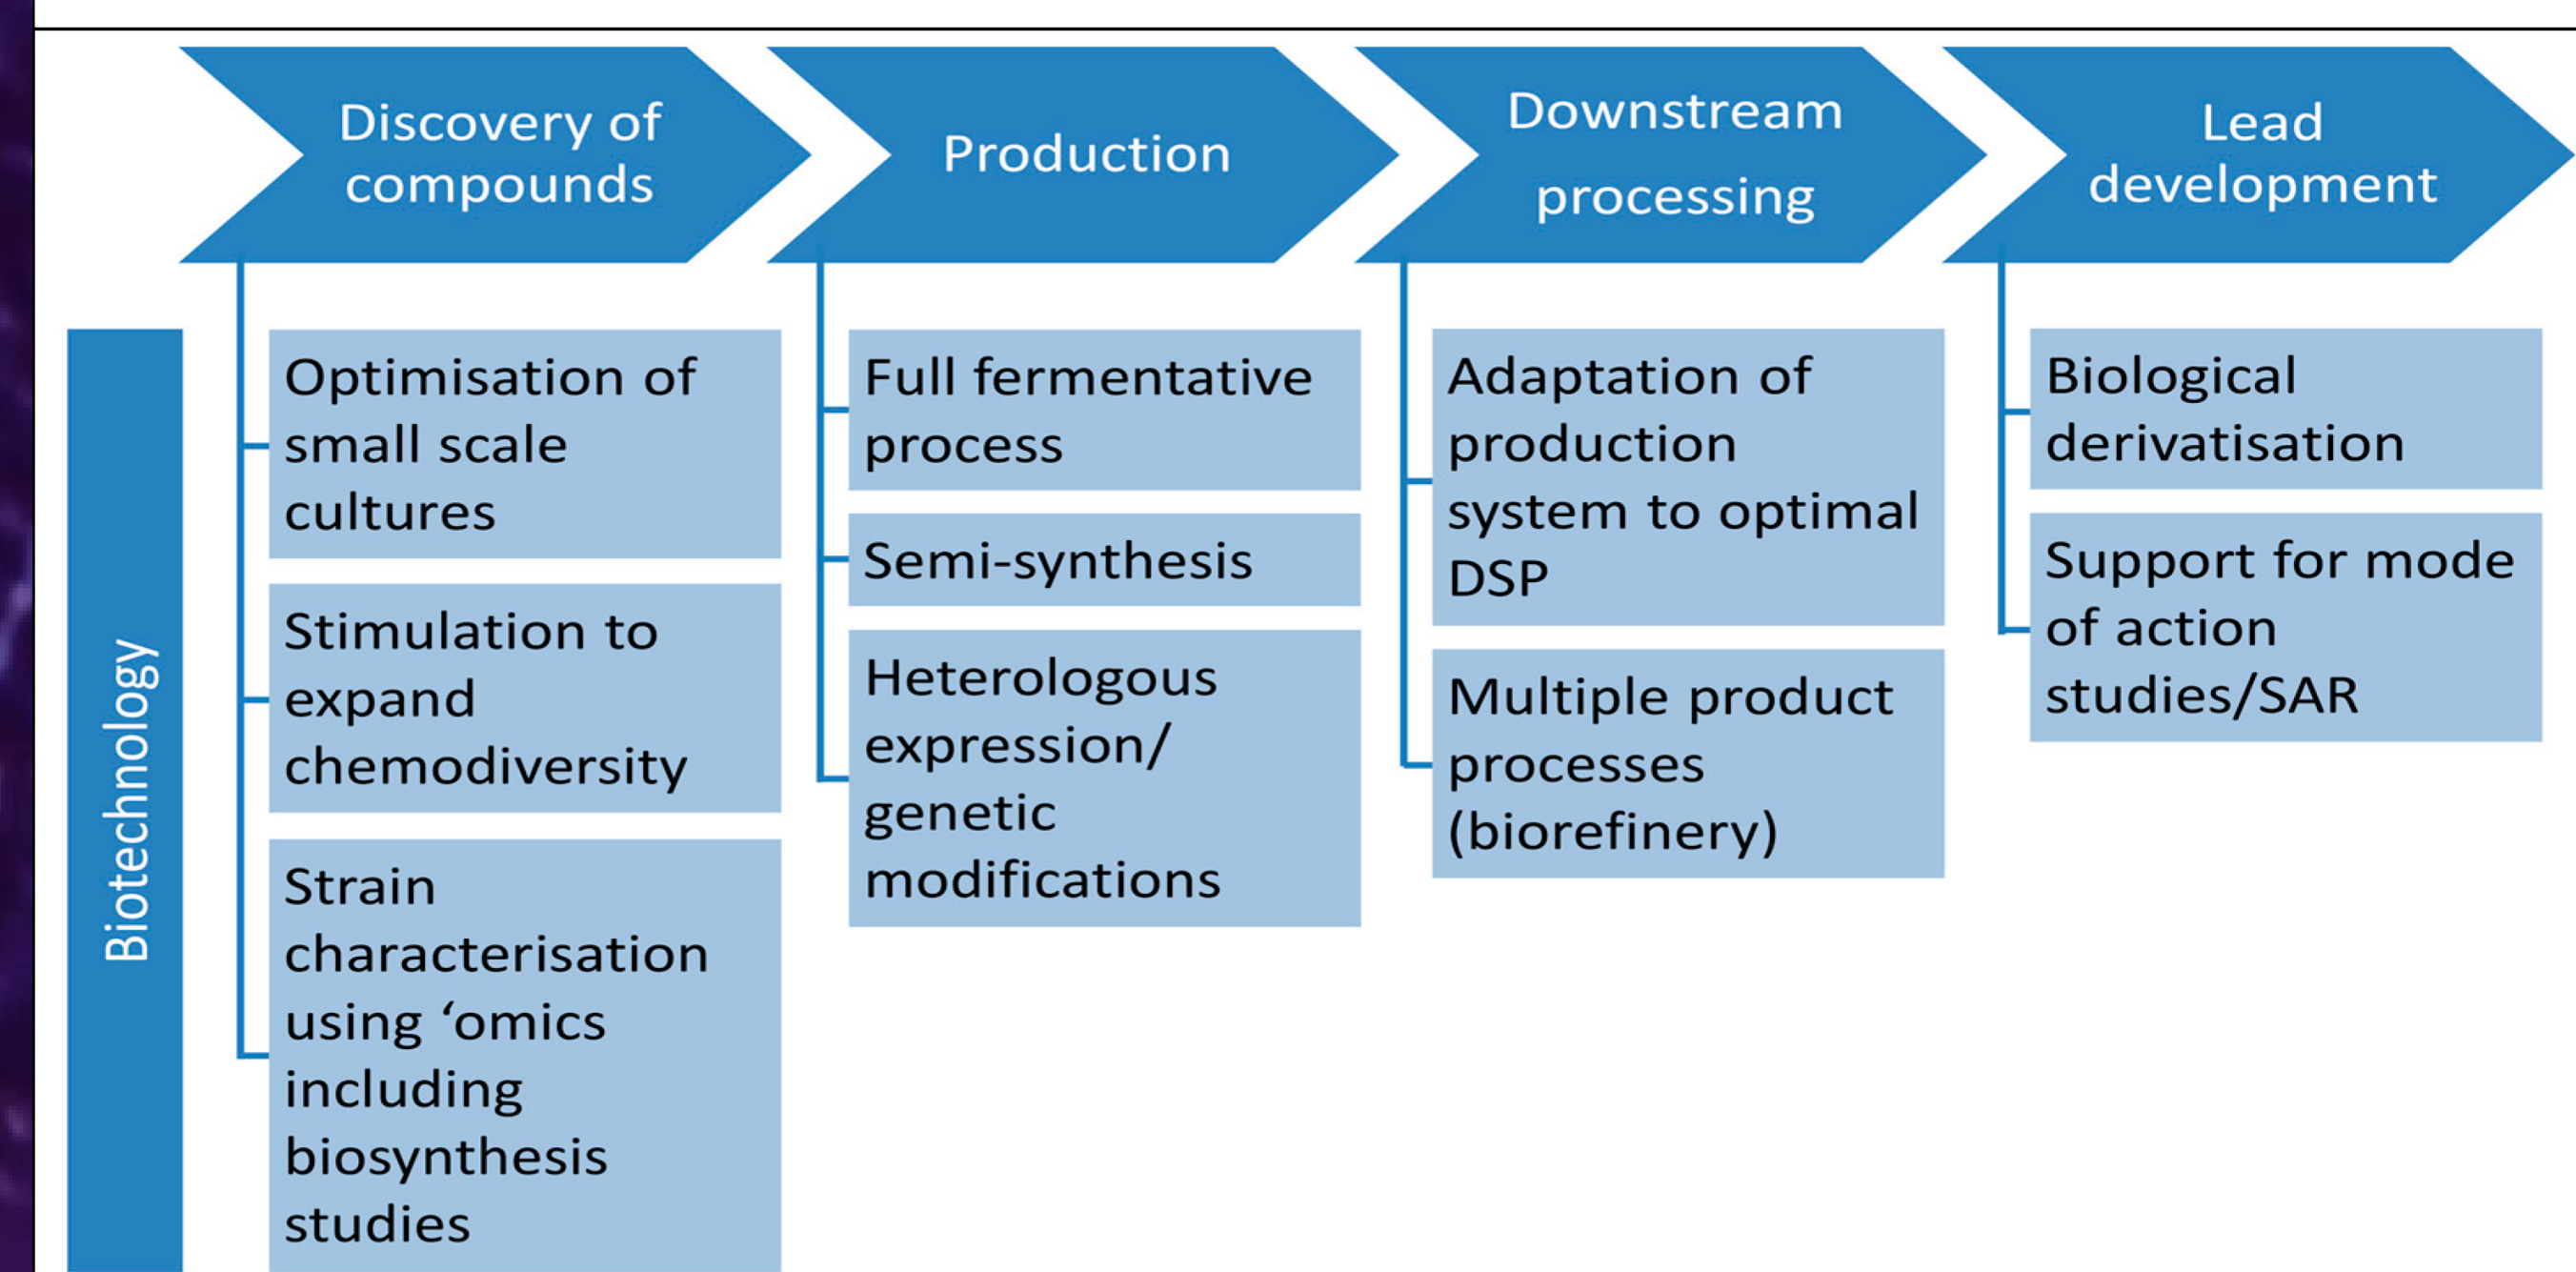 Discovery of
compounds
Production
Downstream
processing
Lead
development
Biotechnology
Optimisation of
small scale
cultures
Stimulation to
expand
chemodiversity
Strain
characterisation
using ‘omics
including
biosynthesis
studies
Full fermentative
process
Semi-synthesis
Heterologous
expression/
genetic
modifications
Adaptation of
production
system to optimal
DSP
Multiple product
processes
(biorefinery)
Biological
derivatisation
Support for mode
of action
studies/SAR